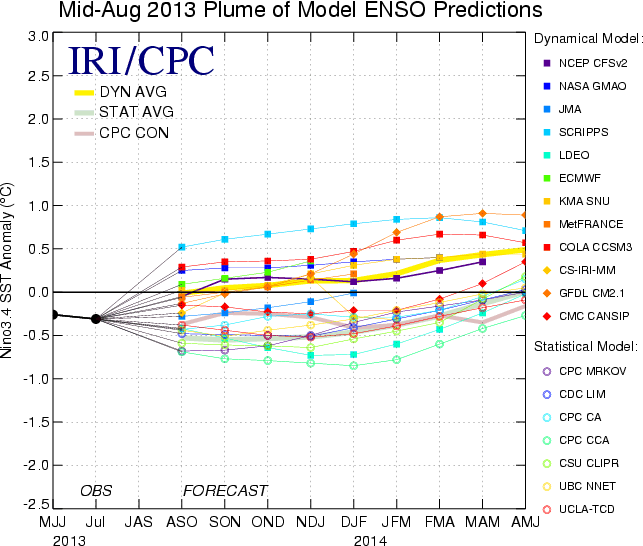 Mid-Aug 2013 Plume of Model ENSO Predictions
Nino3.4 SST Anomaly (°C)
3.0
2.5
2.0
1.5
1.0
0.5
0.0
-0.5
-1.0
-1.5
-2.0
-2.5
IRI/CPC
DYN AVG
STAT AVG
CPC CON
OBS FORECAST
MJJ Jul JAS ASO SON OND NDJ DJF JFM FMA MAM AMJ
2013 2014
Dynamical Model:
NCEP CFSv2
NASA GMAO
JMA
SCRIPPS
LDEO
ECMWF
KMA SNU
MetFRANCE
COLA CCSM3
CS-IRI-MM
GFDL CM2.1
CMC CANSIP
Statistical Model:
CPC MRKOV
CDC LIM
CPC CA
CPC CCA
CSU CLIPR
UBC NNET
UCLA-TCD